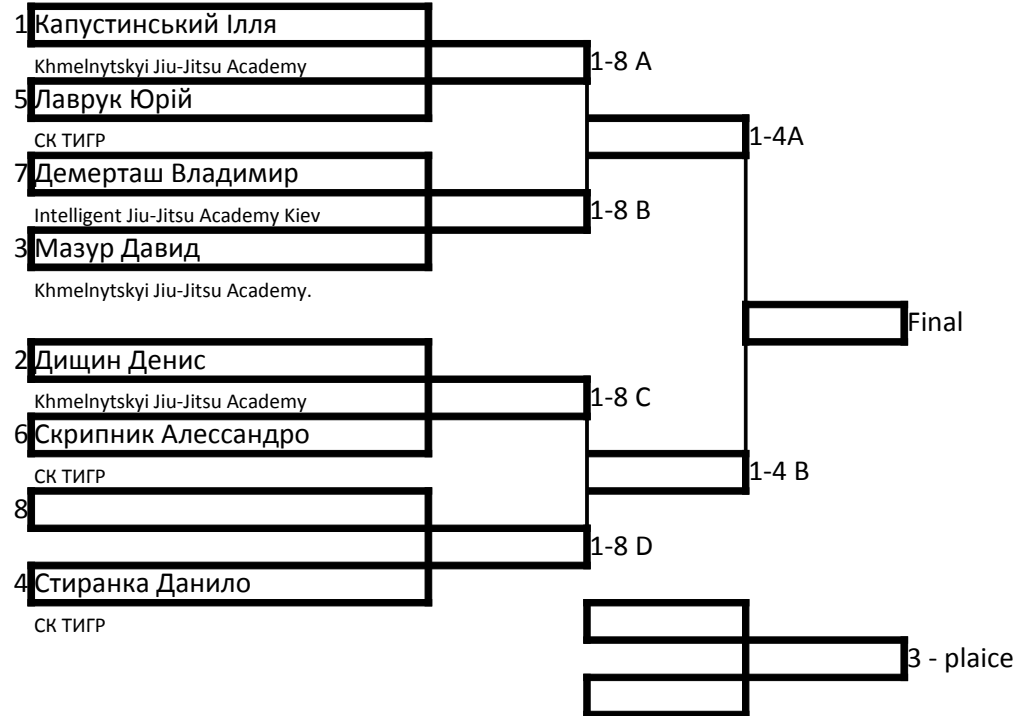 1 Капустинський Ілля
Khmelnytskyi Jiu-Jitsu Academy
1-8 A
5 Лаврук Юрій
СК ТИГР
1-4A
7 Демерташ Владимир
Intelligent Jiu-Jitsu Academy Kiev
1-8 B
3 Мазур Давид
Khmelnytskyi Jiu-Jitsu Academy.
Final
2 Дищин Денис
Khmelnytskyi Jiu-Jitsu Academy
1-8 C
6 Скрипник Алессандро
СК ТИГР
1-4 B
8
1-8 D
4 Стиранка Данило
СК ТИГР
3 - plaice